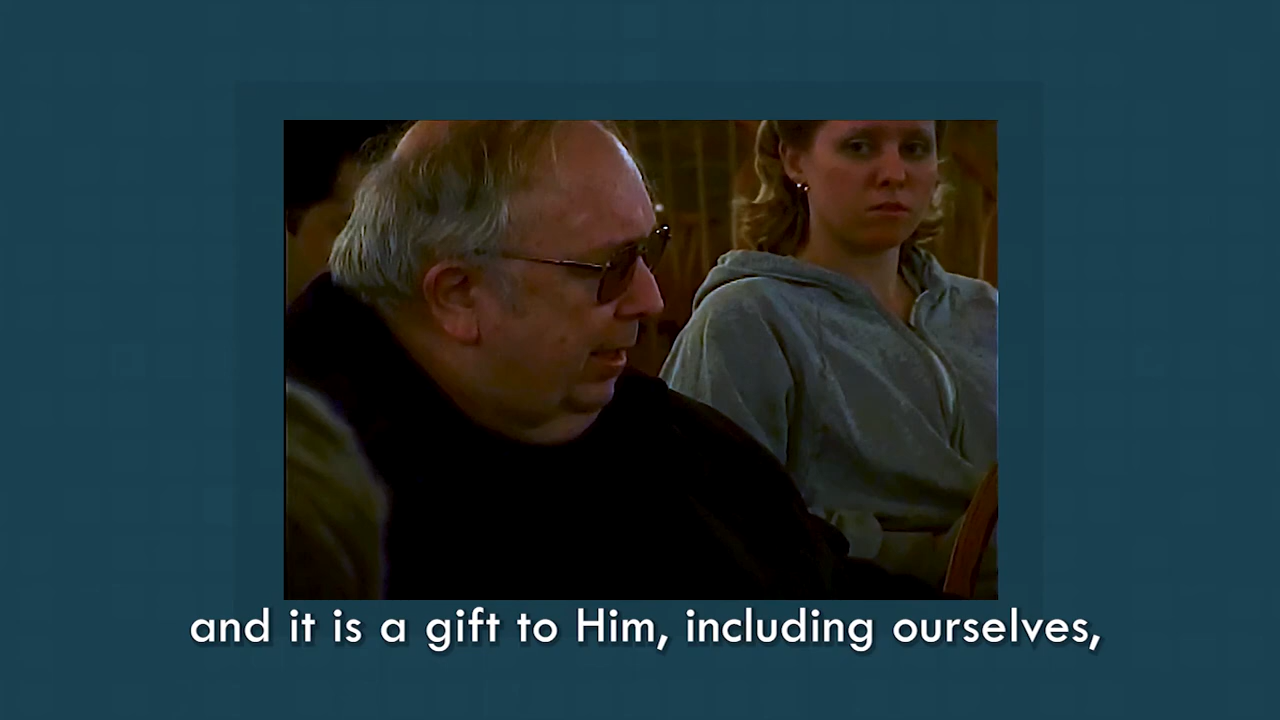 and it is a gift to Him, including ourselves,